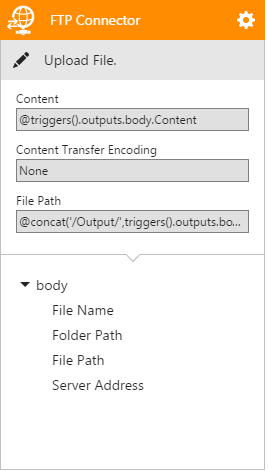 FTP Connector
Upload File.
Content
@triggers().outputs.body.Content
Content Transfer Encoding
None
File Path
@concat('/Output/',triggers().outputs.bo...
body
File Name
Folder Path
File Path
Server Address